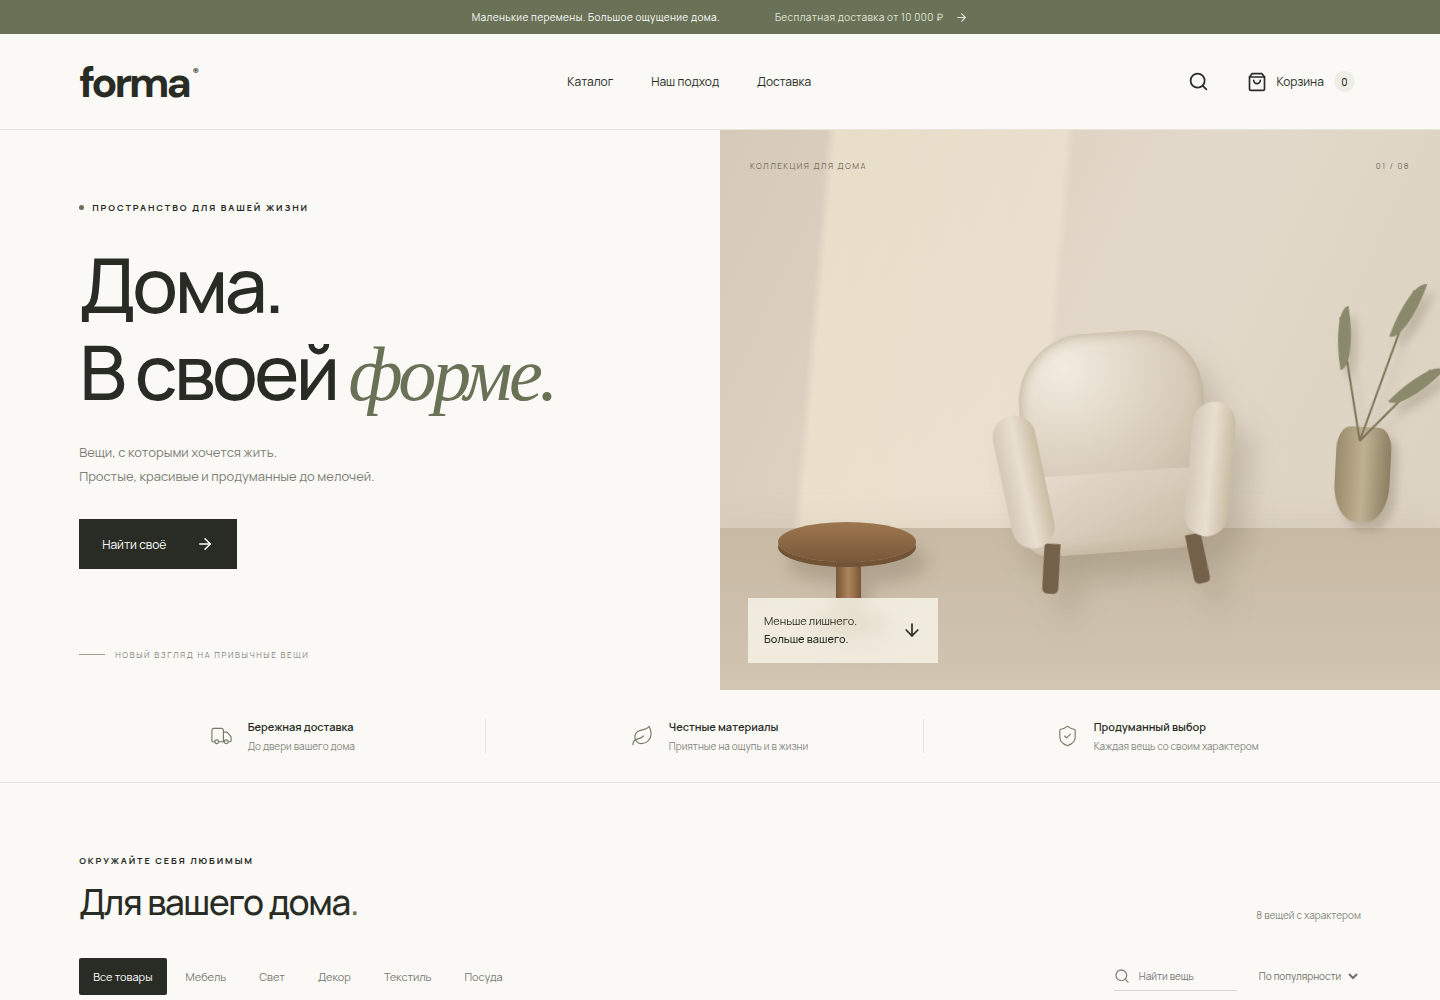 Маленькие перемены. Большое ощущение дома.
Бесплатная доставка от 10 000 ₽
forma®
Каталог
Наш подход
Доставка
Корзина
0
ПРОСТРАНСТВО ДЛЯ ВАШЕЙ ЖИЗНИ
Дома.
В своей форме.
Вещи, с которыми хочется жить.
Простые, красивые и продуманные до мелочей.
Найти своё
НОВЫЙ ВЗГЛЯД НА ПРИВЫЧНЫЕ ВЕЩИ
КОЛЛЕКЦИЯ ДЛЯ ДОМА
01 / 08
Меньше лишнего.
Больше вашего.
Бережная доставка
До двери вашего дома
Честные материалы
Приятные на ощупь и в жизни
Продуманный выбор
Каждая вещь со своим характером
ОКРУЖАЙТЕ СЕБЯ ЛЮБИМЫМ
Для вашего дома.
8 вещей с характером
Все товары
Мебель
Свет
Декор
Текстиль
Посуда
Найти вещь
По популярности